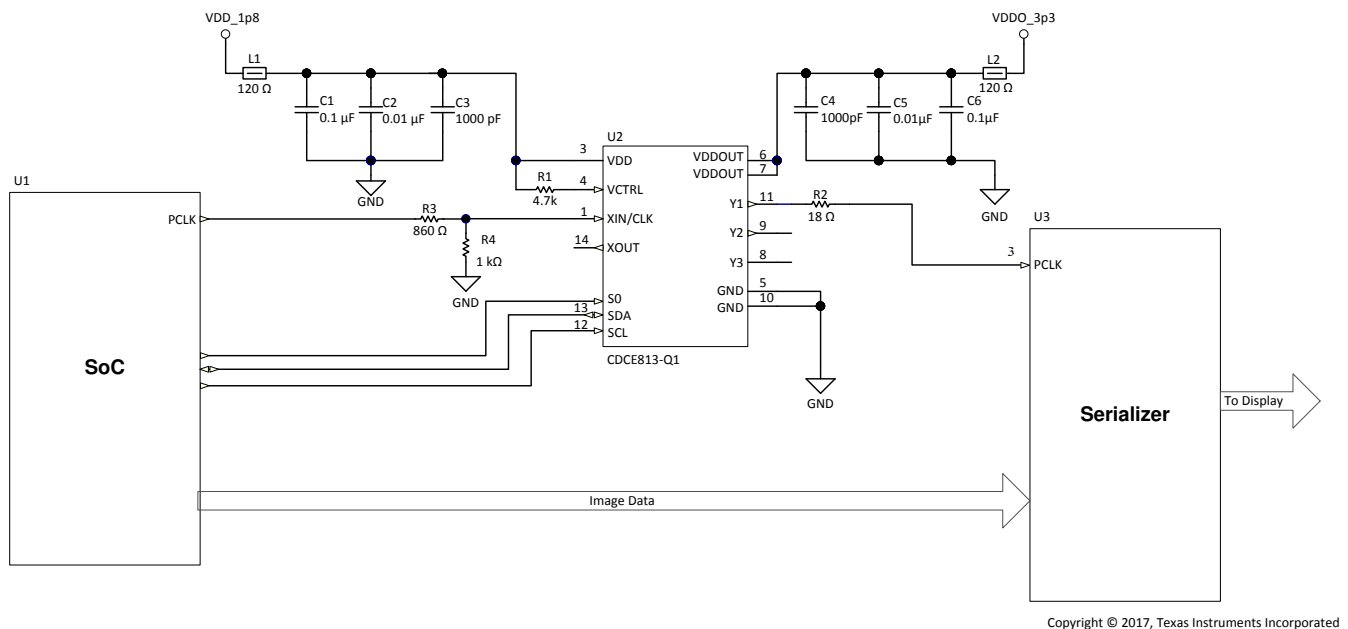 VDD_1p8
VDDO_3p3
L1
120 Ω
L2
120 Ω
C1
0.1 µF
C2
0.01 µF
C3
1000 pF
C4
1000pF
C5
0.01µF
C6
0.1µF
GND
GND
U2
3
VDD
R1
4.7k
4
VCTRL
1
XIN/CLK
14
XOUT
S0
13
SDA
12
SCL
VDDOUT
6
VDDOUT
7
Y1
11
Y2
9
Y3
8
GND
5
GND
10
CDCE813-Q1
R2
18 Ω
GND
U1
PCLK
R3
860 Ω
R4
1 kΩ
GND
SoC
U3
3
PCLK
Serializer
To Display
Image Data
Copyright © 2017, Texas Instruments Incorporated